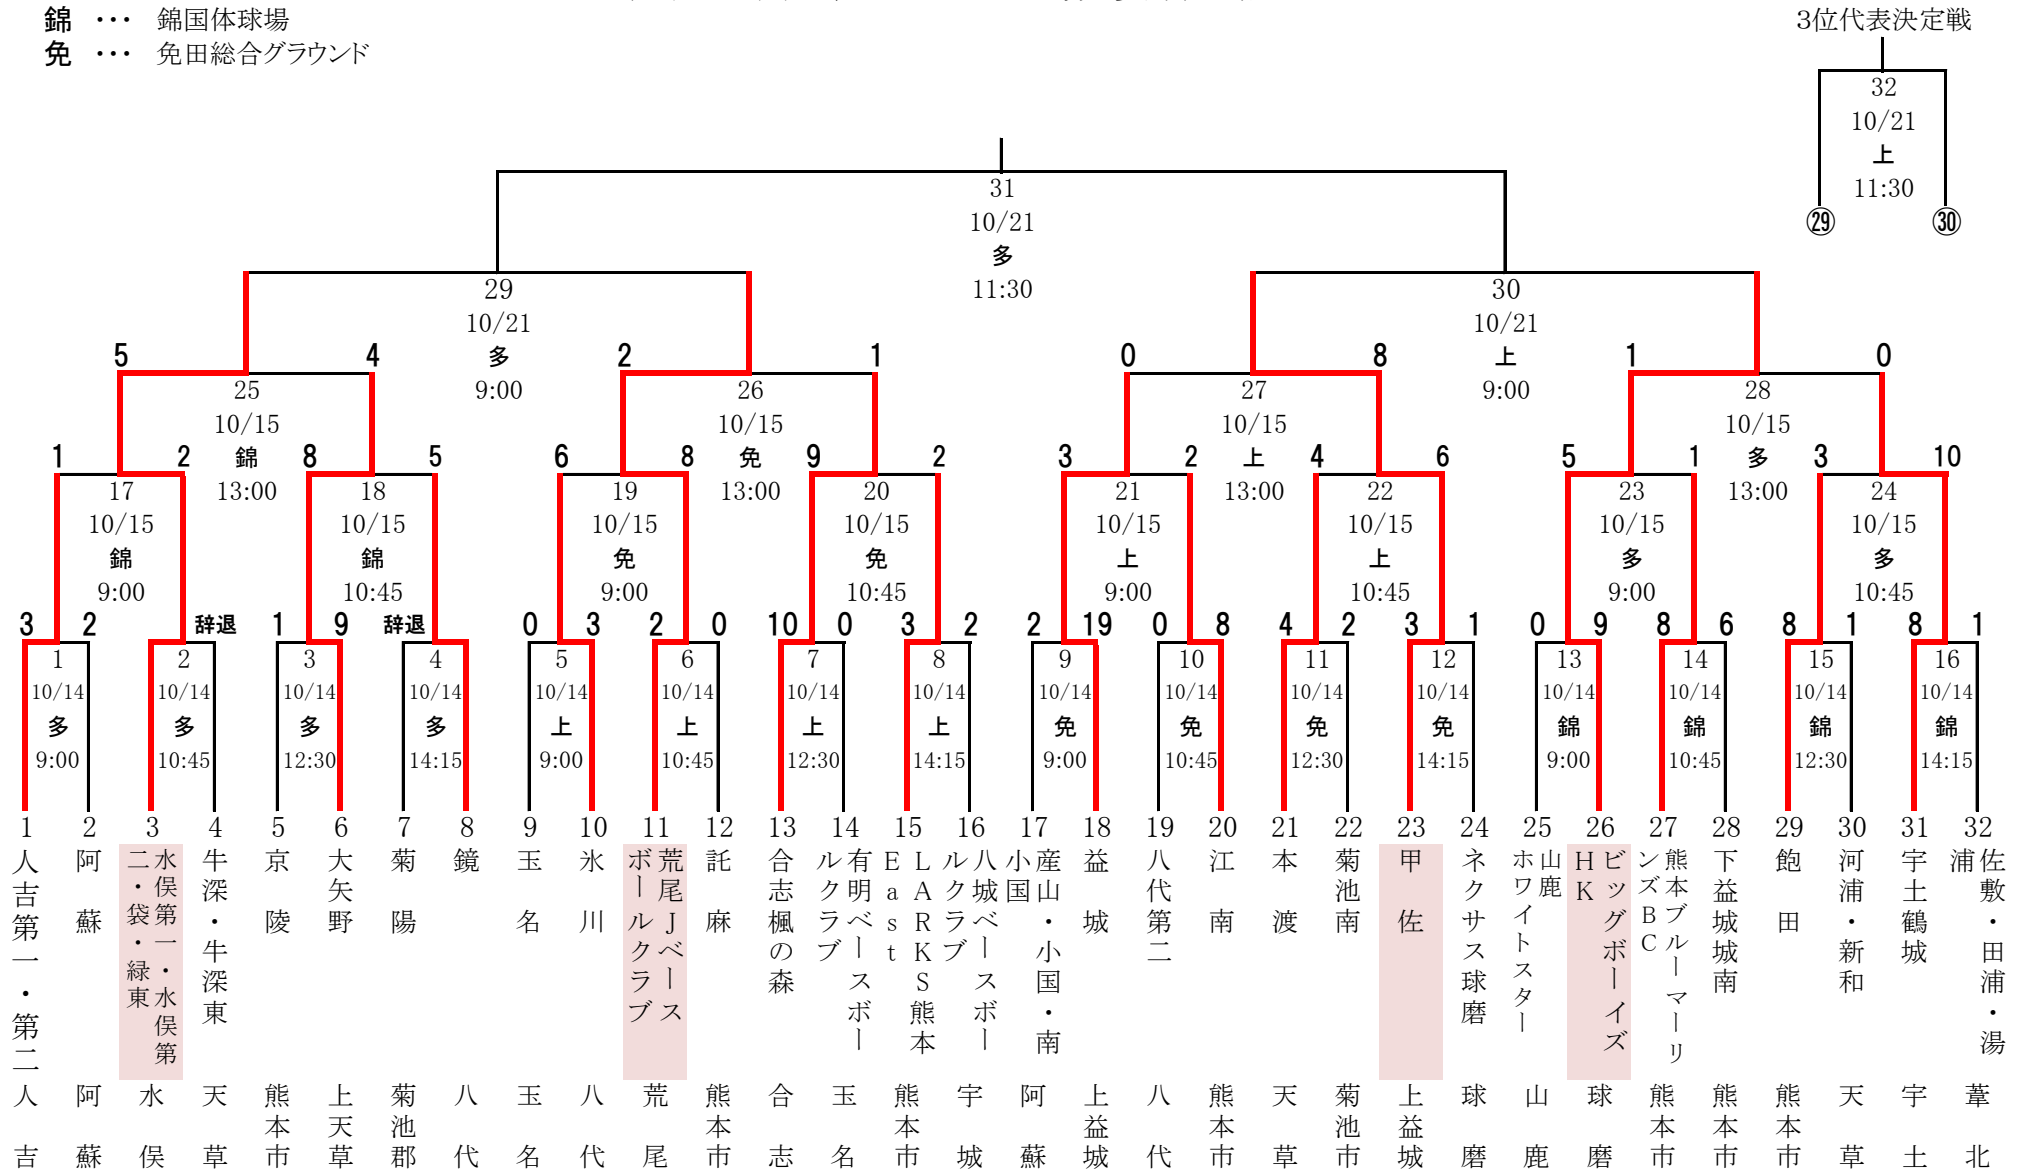 錦 ・・・ 錦国体球場
免 ・・・ 免田総合グラウンド
3位代表決定戦
32
10/21
上
11:30
㉙ ㉚
31
10/21
多
11:30
29
10/21
多
9:00
30
10/21
上
9:00
5 4 2 1 0 8 1 0
25
10/15
錦
13:00
26
10/15
免
13:00
27
10/15
上
13:00
28
10/15
多
13:00
1 2 8 5 6 8 9 2 3 2 4 6 5 1 3 10
17
10/15
錦
9:00
18
10/15
錦
10:45
19
10/15
免
9:00
20
10/15
免
10:45
21
10/15
上
9:00
22
10/15
上
10:45
23
10/15
多
9:00
24
10/15
多
10:45
3 2 辞退 1 9 辞退 0 3 2 0 10 0 3 2 2 19 0 8 4 2 3 1 0 9 8 6 8 1 8 1
1
10/14
多
9:00
2
10/14
多
10:45
3
10/14
多
12:30
4
10/14
多
14:15
5
10/14
上
9:00
6
10/14
上
10:45
7
10/14
上
12:30
8
10/14
上
14:15
9
10/14
免
9:00
10
10/14
免
10:45
11
10/14
免
12:30
12
10/14
免
14:15
13
10/14
錦
9:00
14
10/14
錦
10:45
15
10/14
錦
12:30
16
10/14
錦
14:15
1 2 3 4 5 6 7 8 9 10 11 12 13 14 15 16 17 18 19 20 21 22 23 24 25 26 27 28 29 30 31 32
人吉第一・第二
阿蘇
水俣第一・水俣第
二・袋・緑東
牛深・牛深東
京陵
大矢野
菊陽
鏡
玉名
氷川
荒尾Jベース
ボールクラブ
託麻
合志楓の森
有明ベースボー
ルクラブ
LARKS熊本
East
八城ベースボー
ルクラブ
産山・小国・南
小国
益城
八代第二
江南
本渡
菊池南
甲佐
ネクサス球磨
山鹿
ホワイトスター
ビッグボーイズ
HK
熊本ブルーマーリ
ンズBC
下益城城南
飽田
河浦・新和
宇土鶴城
佐敷・田浦・湯
浦
人吉
阿蘇
水俣
天草
熊本市
上天草
菊池郡
八代
玉名
八代
荒尾
熊本市
合志
玉名
熊本市
宇城
阿蘇
上益城
八代
熊本市
天草
菊池市
上益城
球磨
山鹿
球磨
熊本市
熊本市
熊本市
天草
宇土
葦北